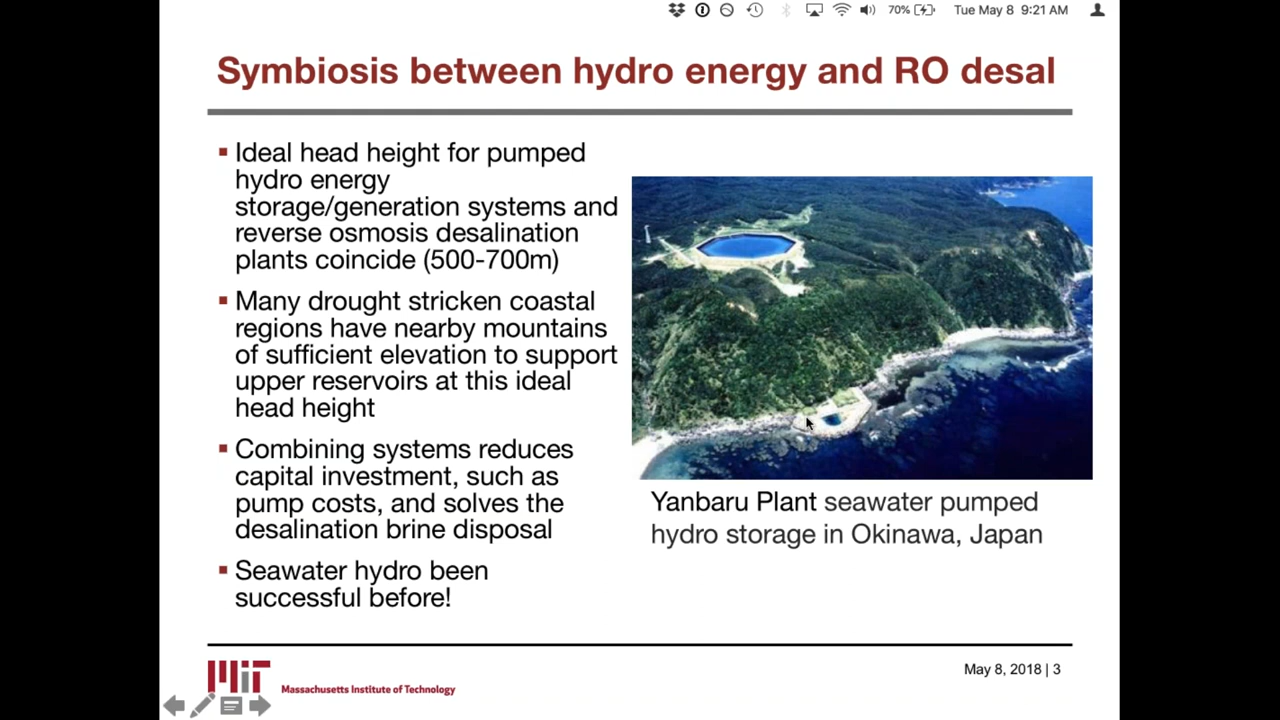 70%
Tue May 8 9:21 AM
Symbiosis between hydro energy and RO desal
Ideal head height for pumped
hydro energy
storage/generation systems and
reverse osmosis desalination
plants coincide (500-700m)
Many drought stricken coastal
regions have nearby mountains
of sufficient elevation to support
upper reservoirs at this ideal
head height
Combining systems reduces
capital investment, such as
pump costs, and solves the
desalination brine disposal
Seawater hydro been
successful before!
Yanbaru Plant seawater pumped
hydro storage in Okinawa, Japan
May 8, 2018 | 3
MIT
Massachusetts Institute of Technology